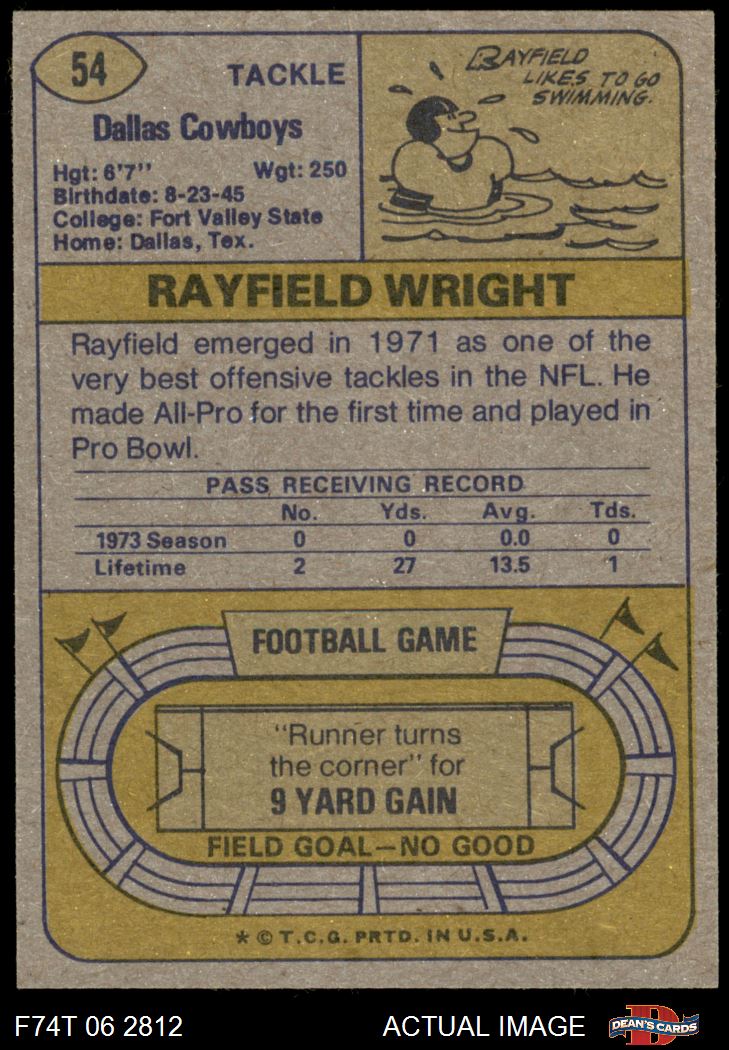 54
TACKLE
Dallas Cowboys
Hgt: 6'7" Wgt: 250
Birthdate: 8-23-45
College: Fort Valley State
Home: Dallas, Tex.
RAYFIELD
LIKES TO GO
SWIMMING.
RAYFIELD WRIGHT
Rayfield emerged in 1971 as one of the
very best offensive tackles in the NFL. He
made All-Pro for the first time and played in
Pro Bowl.
PASS RECEIVING RECORD
No. Yds. Avg. Tds.
1973 Season 0 0 0.0 0
Lifetime 2 27 13.5 1
FOOTBALL GAME
"Runner turns
the corner" for
9 YARD GAIN
FIELD GOAL—NO GOOD
* © T.C.G. PRTD. IN U.S.A.
F74T 06 2812 ACTUAL IMAGE
D
DEAN'S CARDS